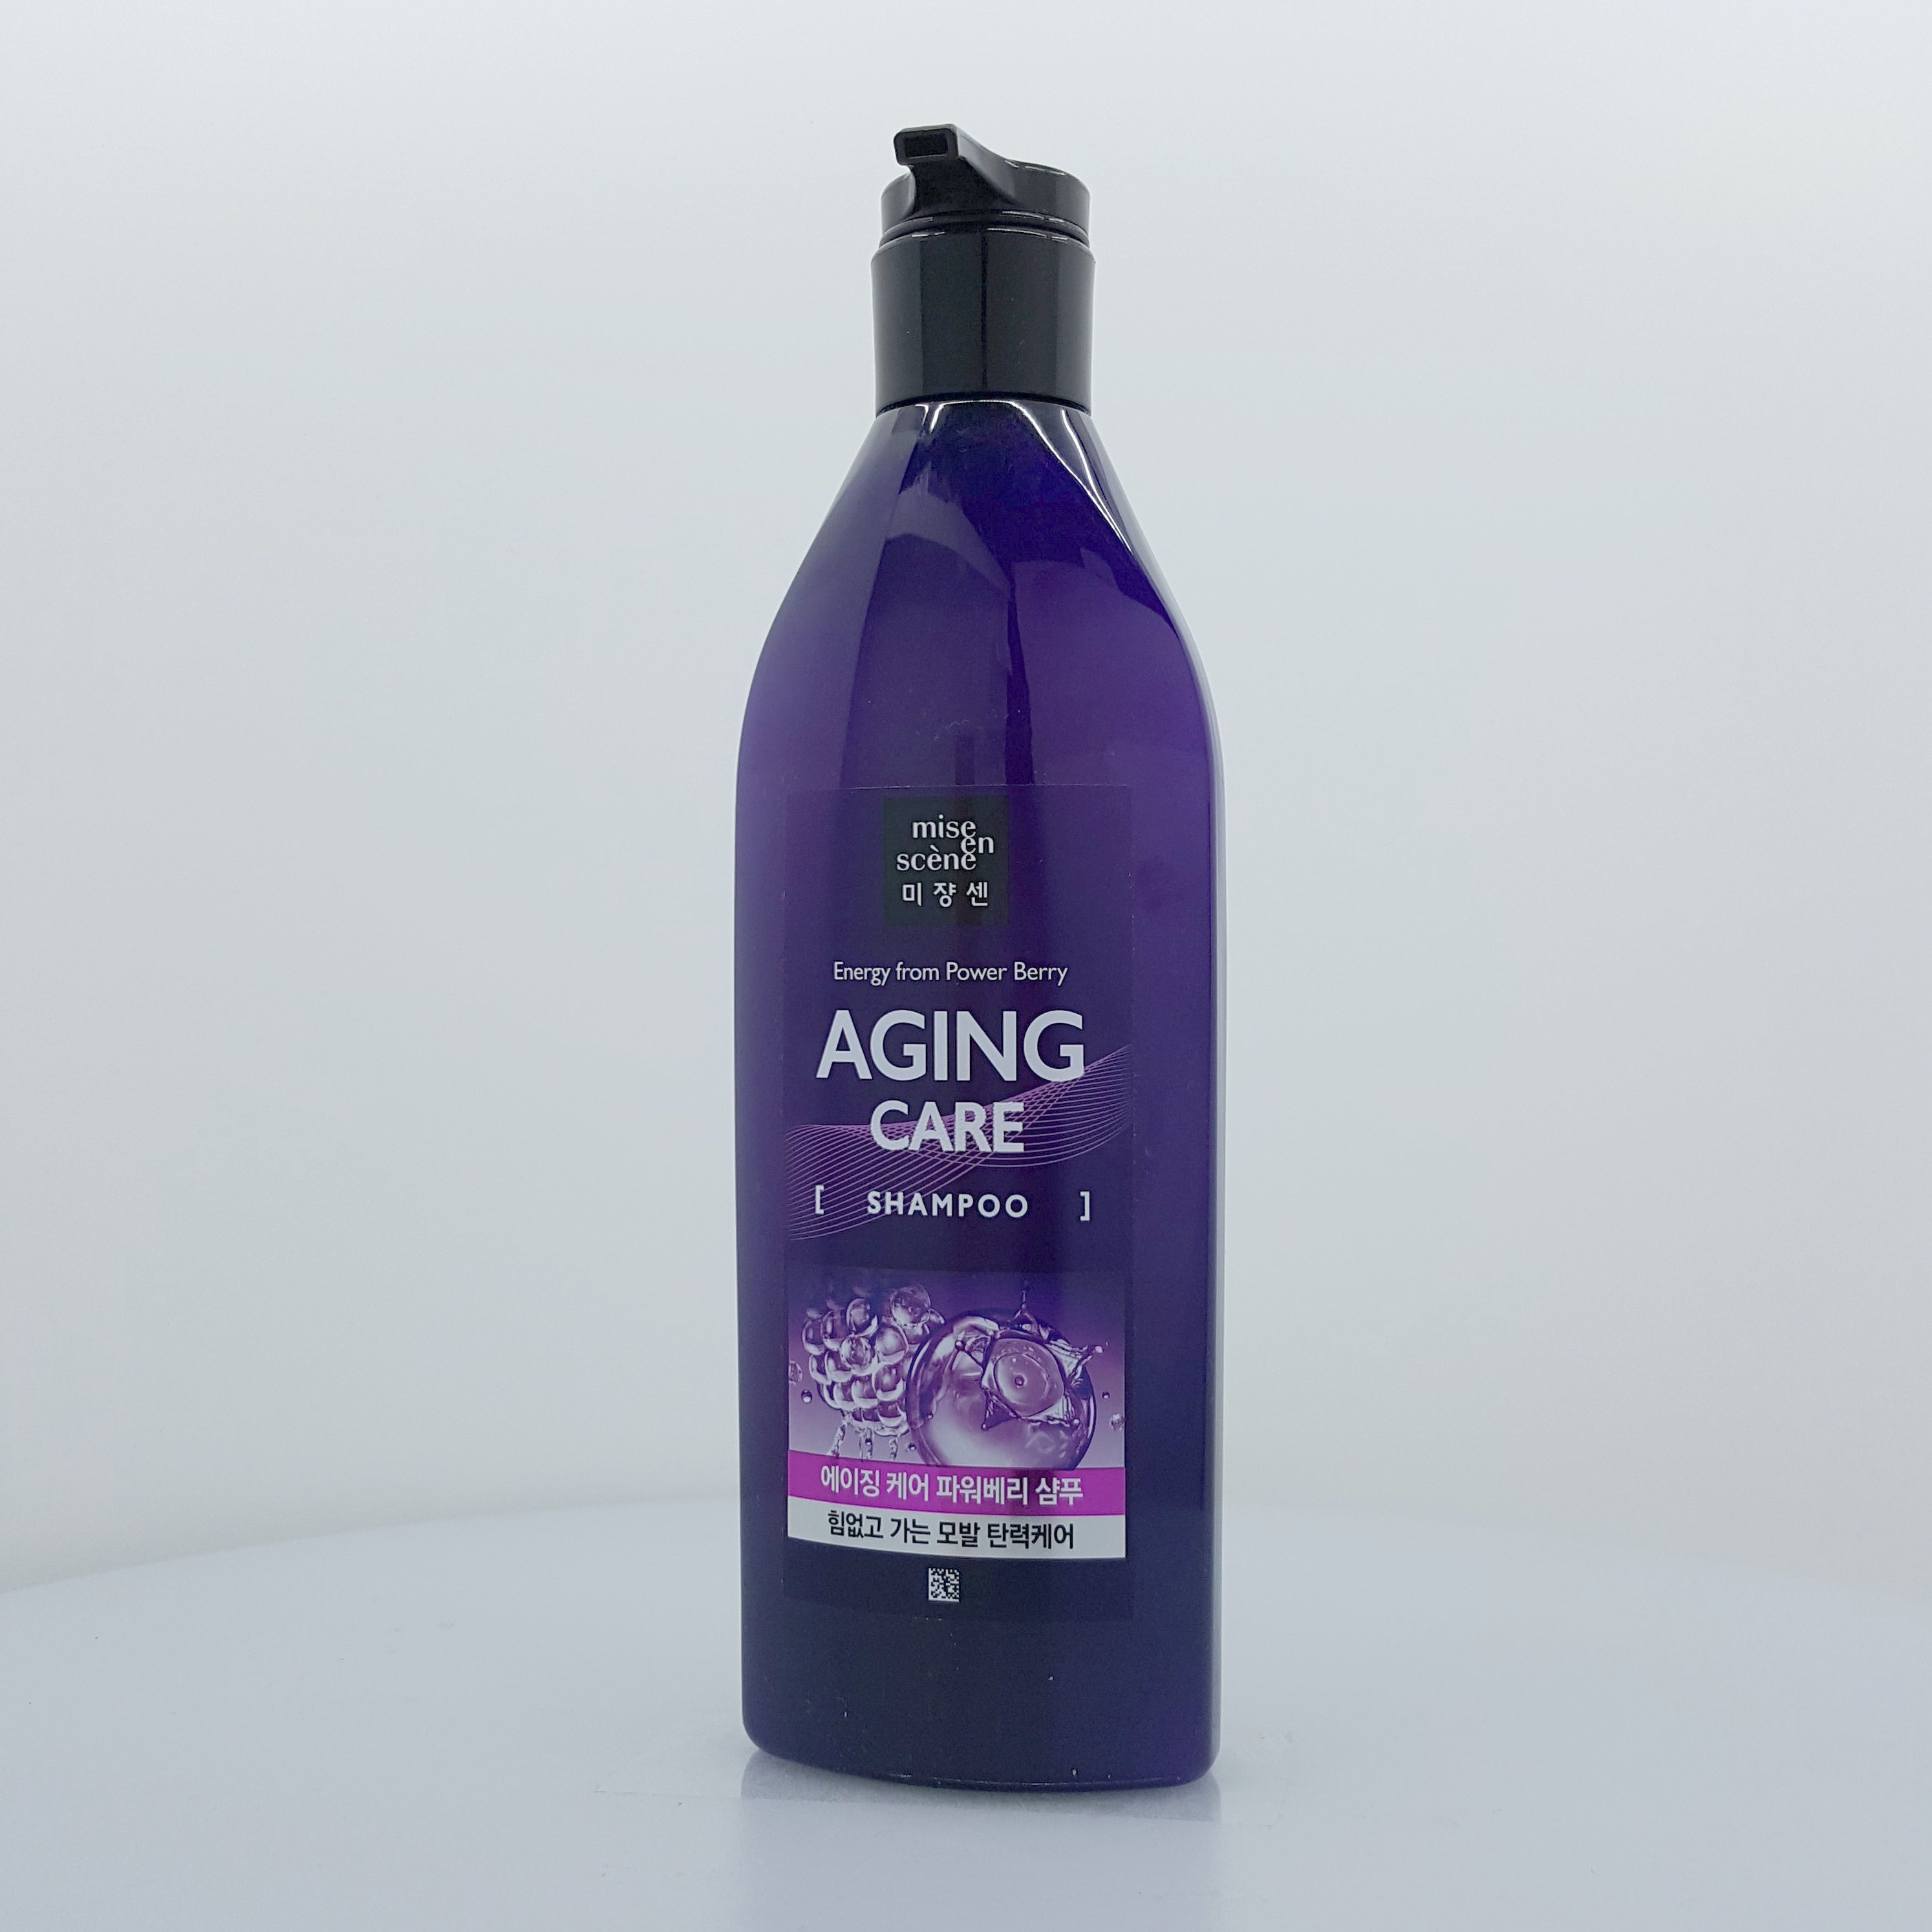 mise
en
scène
미쟝센
Energy from Power Berry
AGING
CARE
[ SHAMPOO ]
에이징 케어 파워베리 샴푸
힘없고 가는 모발 탄력케어